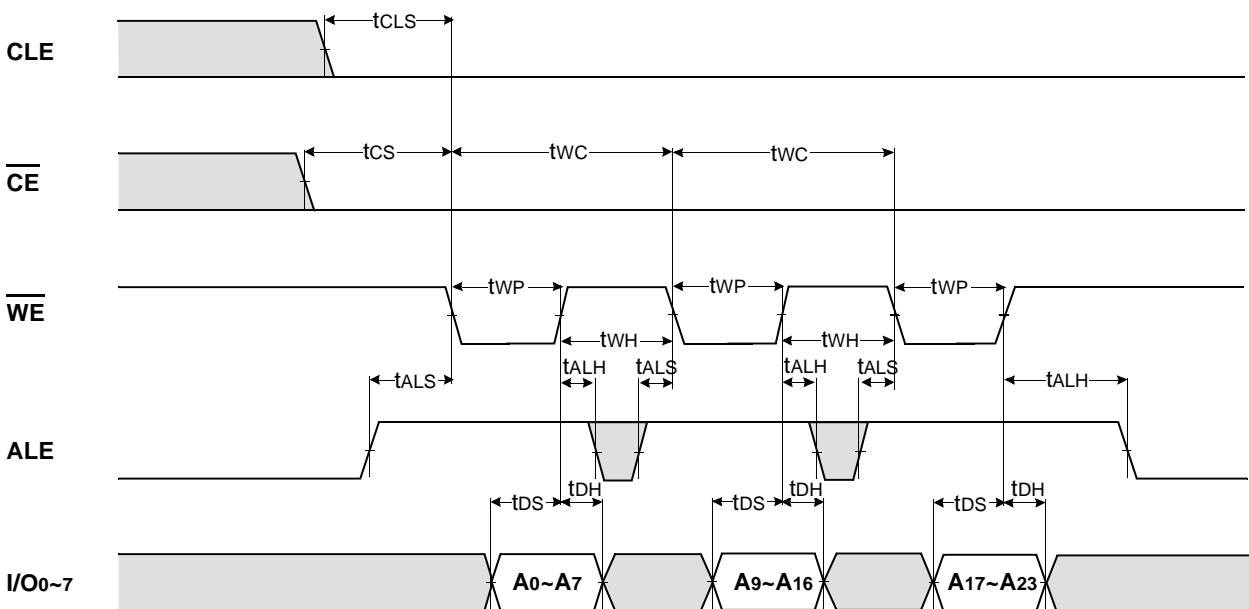 CLE
tCLS
CE
tCS
tWC
tWC
WE
tWP
tWP
tWP
tWH
tWH
tALS
tALH
tALS
tALH
tALS
tALH
ALE
tDS
tDH
tDS
tDH
tDS
tDH
I/O0~7
A0~A7
A9~A16
A17~A23